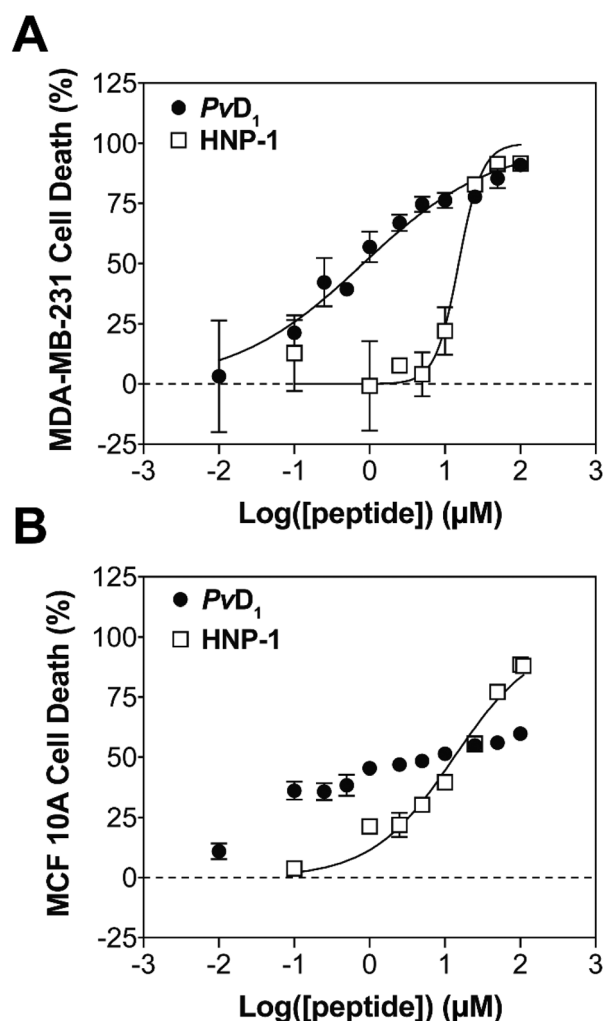 A
125
100
75
50
25
0
-25
MDA-MB-231 Cell Death (%)
PvD₁
HNP-1
-3 -2 -1 0 1 2 3
Log([peptide]) (µM)
B
125
100
75
50
25
0
-25
MCF 10A Cell Death (%)
PvD₁
HNP-1
-3 -2 -1 0 1 2 3
Log([peptide]) (µM)